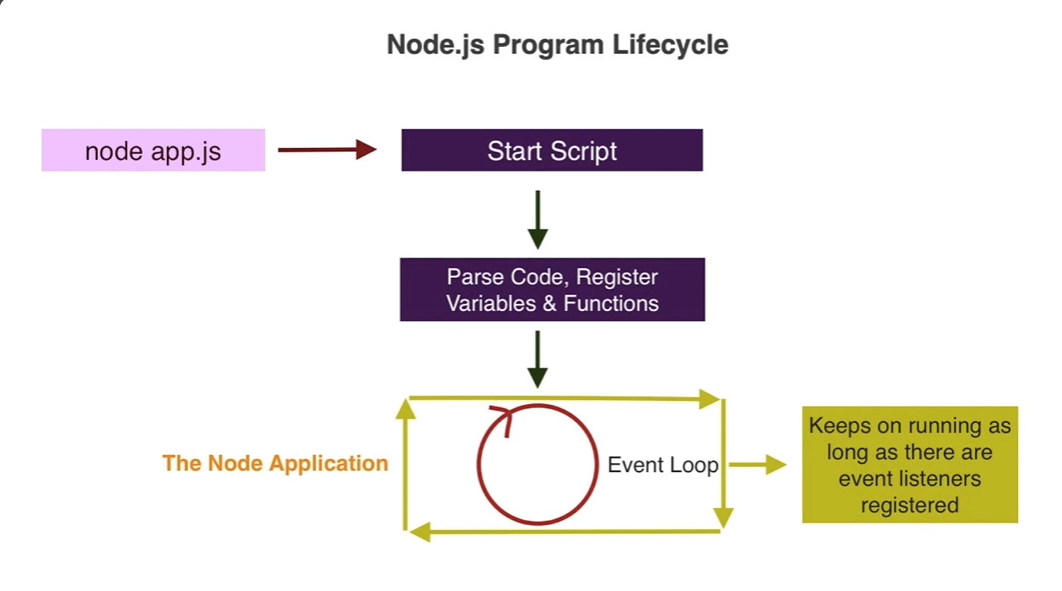 Node.js Program Lifecycle
node app.js
Start Script
Parse Code, Register
Variables & Functions
The Node Application
Event Loop
Keeps on running as
long as there are
event listeners
registered